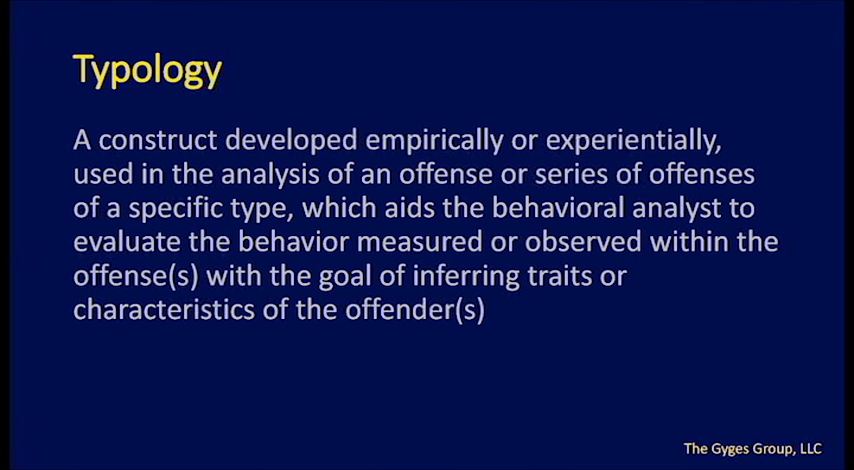 Typology
A construct developed empirically or experientially,
used in the analysis of an offense or series of offenses
of a specific type, which aids the behavioral analyst to
evaluate the behavior measured or observed within the
offense(s) with the goal of inferring traits or
characteristics of the offender(s)
The Gyges Group, LLC